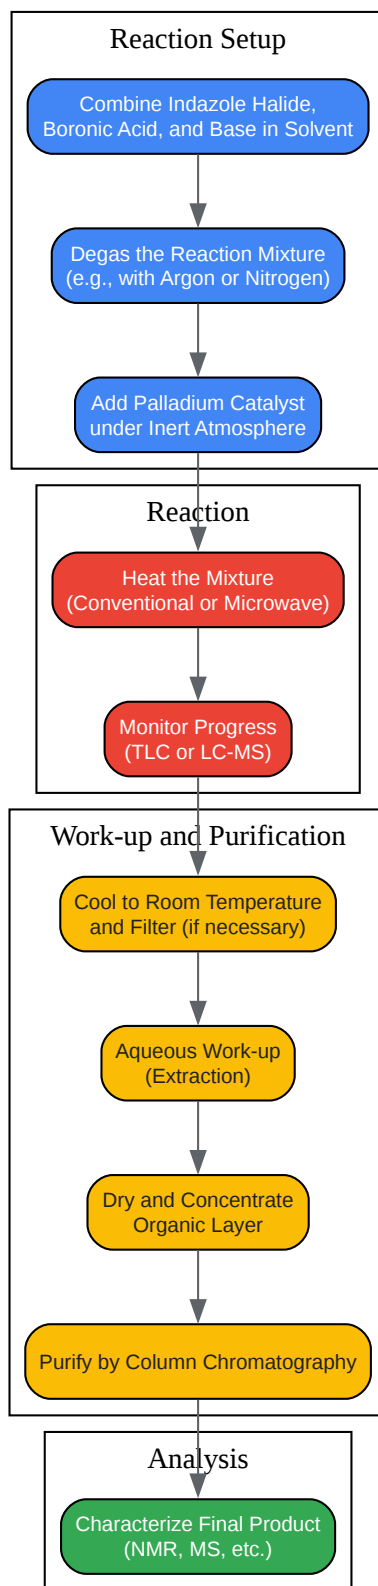 Reaction Setup
Combine Indazole Halide,
Boronic Acid, and Base in Solvent
Degas the Reaction Mixture
(e.g., with Argon or Nitrogen)
Add Palladium Catalyst
under Inert Atmosphere
Reaction
Heat the Mixture
(Conventional or Microwave)
Monitor Progress
(TLC or LC-MS)
Work-up and Purification
Cool to Room Temperature
and Filter (if necessary)
Aqueous Work-up
(Extraction)
Dry and Concentrate
Organic Layer
Purify by Column Chromatography
Analysis
Characterize Final Product
(NMR, MS, etc.)